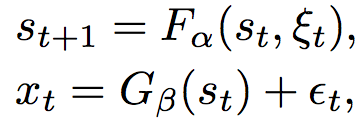 s_{t+1} = F_α(s_t, ξ_t),
x_t = G_β(s_t) + ϵ_t,